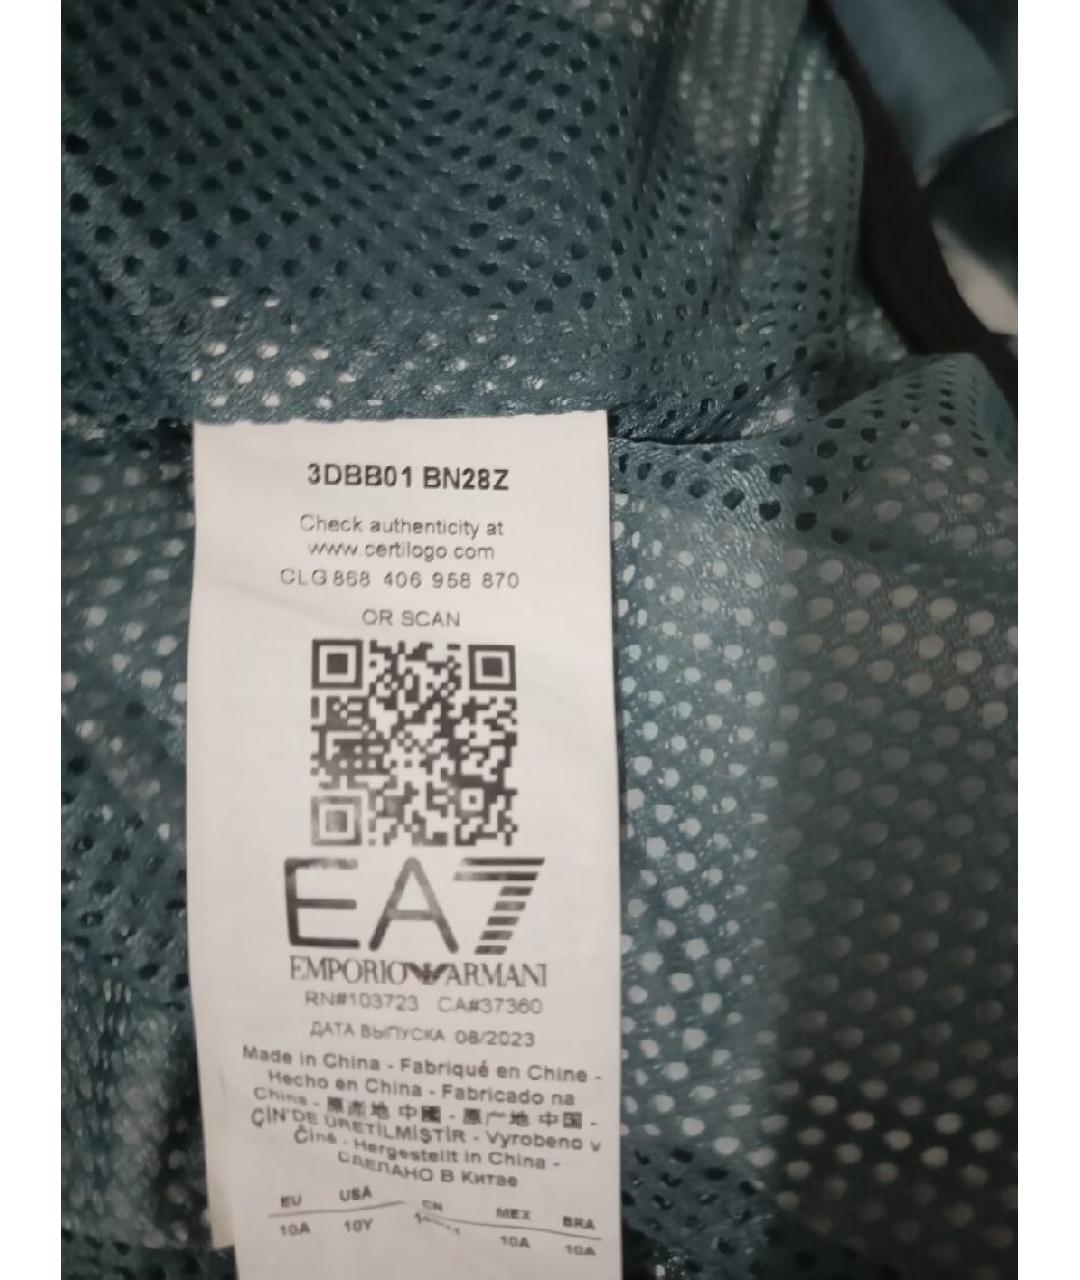 3DBB01 BN28Z
Check authenticity at
www.certilogo.com
CLG 868 406 958 870
OR SCAN
EA7
EMPORIO ARMANI
RN#103723 CA#37360
ДАТА ВЫПУСКА 08/2023
Made in China - Fabriqué en Chine -
Hecho en China - Fabricado na
China - 原產地 中國 - 原产地 中国 -
ÇİN'DE ÜRETİLMİŞTİR - Vyrobeno v
Číně - Hergestellt in China -
СДЕЛАНО В Китае
EU USA CN MEX BRA
10A 10Y 10A 10A